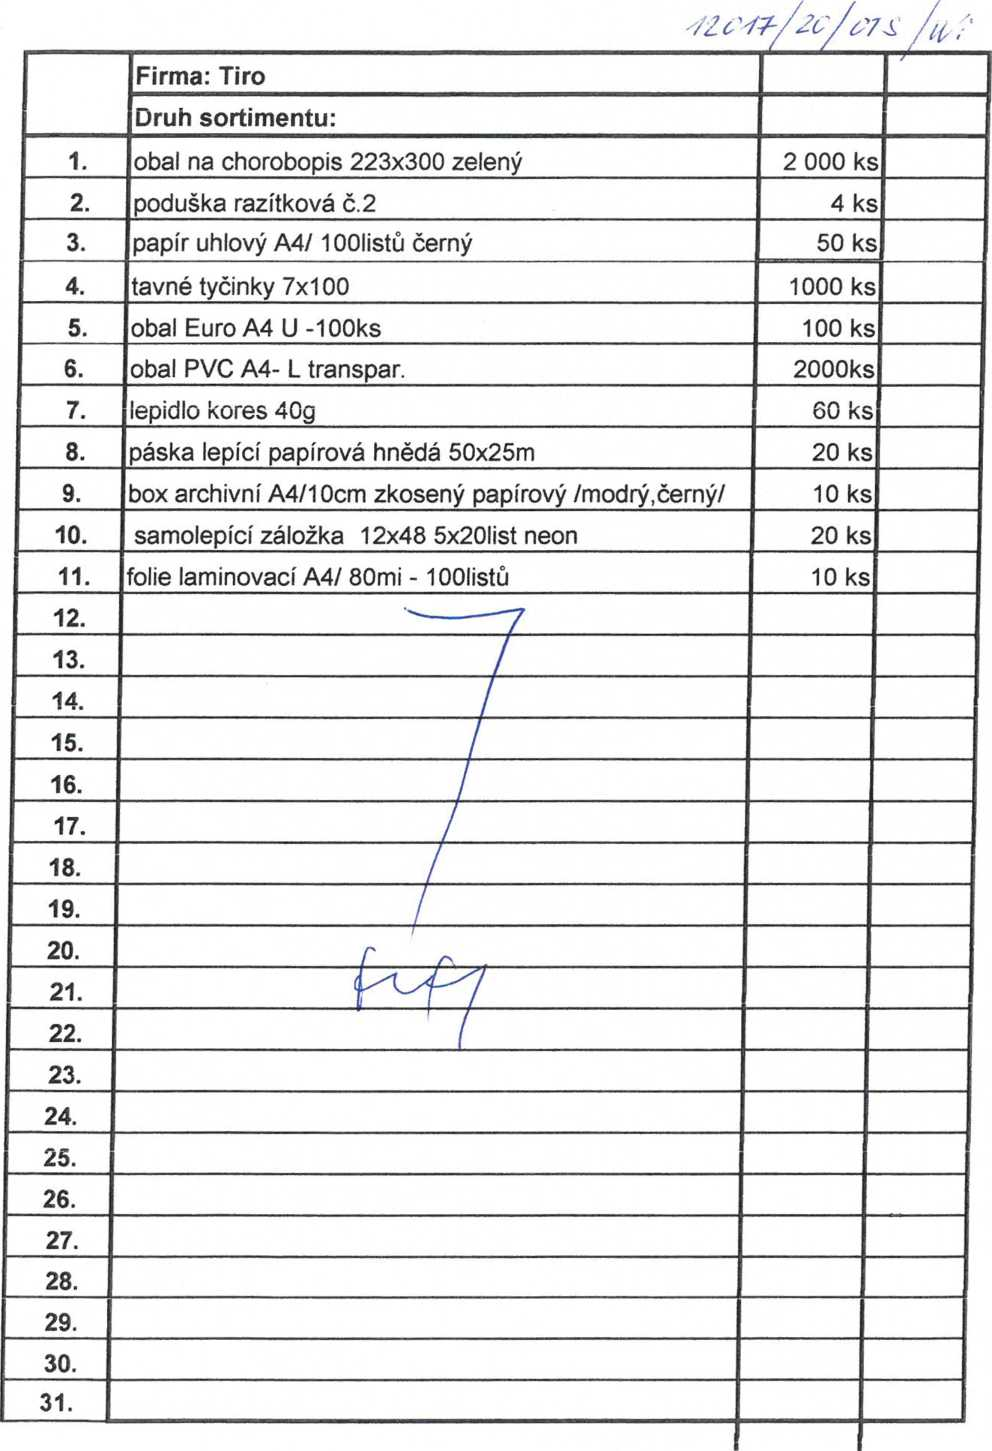 Firma: Tiro
Druh sortimentu:
1. obal na chorobopis 223x300 zelený 2 000 ks
2. poduška razítková č.2 4 ks
3. papír uhlový A4/ 100listů černý 50 ks
4. tavné tyčinky 7x100 1000 ks
5. obal Euro A4 U -100ks 100 ks
6. obal PVC A4- L transpar. 2000ks
7. lepidlo kores 40g 60 ks
8. páska lepící papírová hnědá 50x25m 20 ks
9. box archivní A4/10cm zkosený papírový /modrý,černý/ 10 ks
10. samolepící záložka 12x48 5x20list neon 20 ks
11. folie laminovací A4/ 80mi - 100listů 10 ks
12.
13.
14.
15.
16.
17.
18.
19.
20.
21.
22.
23.
24.
25.
26.
27.
28.
29.
30.
31.